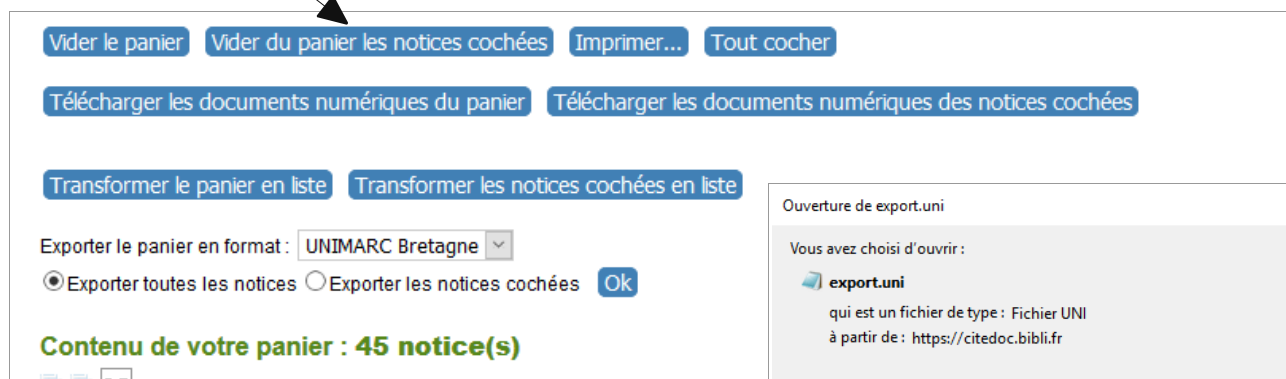 Vider le panier Vider du panier les notices cochées Imprimer... Tout cocher
Télécharger les documents numériques du panier Télécharger les documents numériques des notices cochées
Transformer le panier en liste Transformer les notices cochées en liste
Exporter le panier en format : UNIMARC Bretagne
Exporter toutes les notices Exporter les notices cochées Ok
Contenu de votre panier : 45 notice(s)
Ouverture de export.uni
Vous avez choisi d'ouvrir :
export.uni
qui est un fichier de type : Fichier UNI
à partir de : https://citedoc.bibli.fr